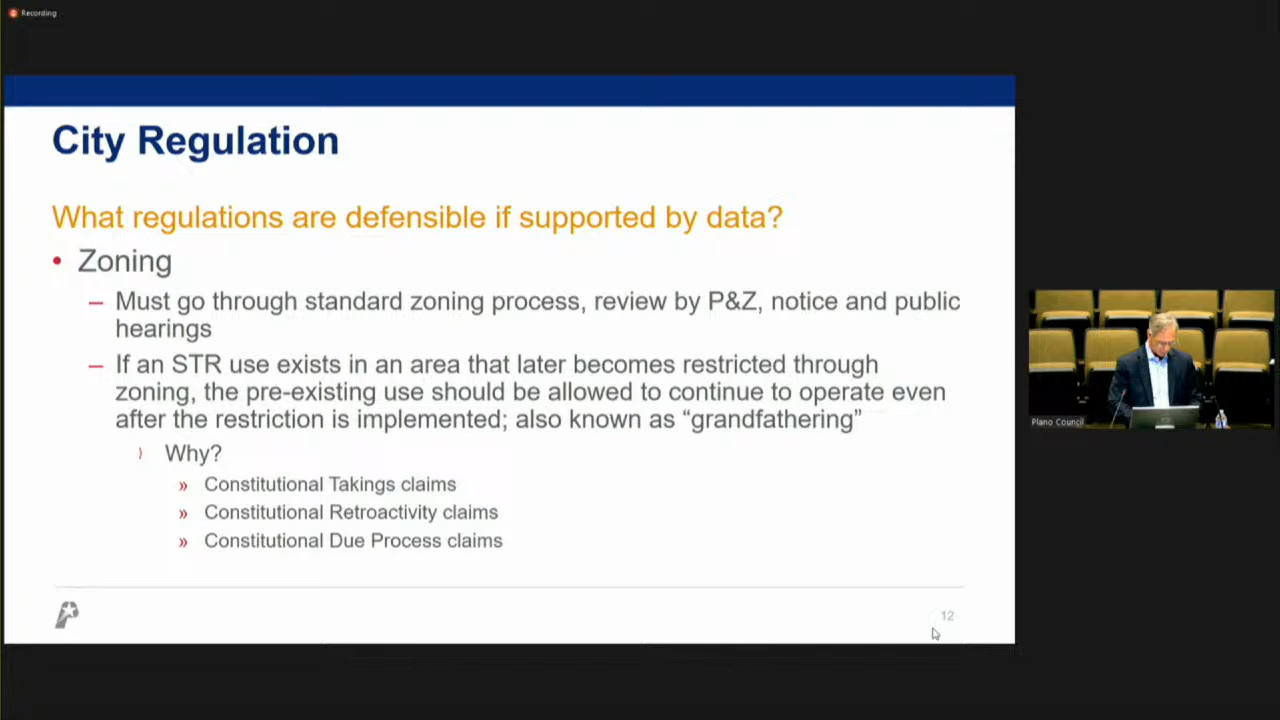 Recording
City Regulation
What regulations are defensible if supported by data?
• Zoning
– Must go through standard zoning process, review by P&Z, notice and public
hearings
– If an STR use exists in an area that later becomes restricted through
zoning, the pre-existing use should be allowed to continue to operate even
after the restriction is implemented; also known as “grandfathering”
⟩ Why?
» Constitutional Takings claims
» Constitutional Retroactivity claims
» Constitutional Due Process claims
12
Plano Council